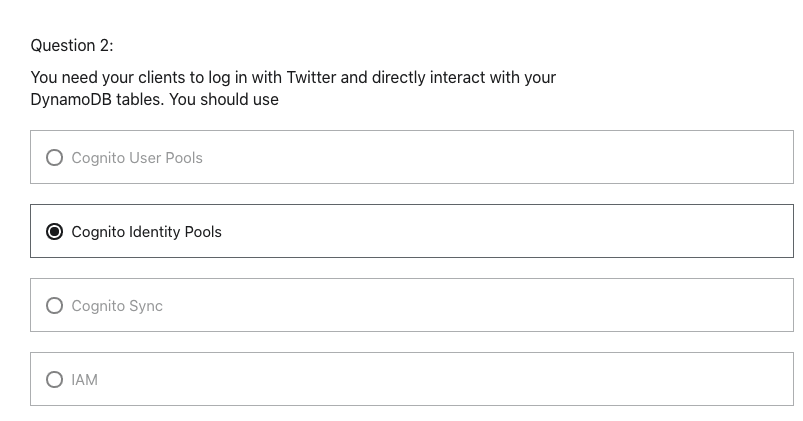 Question 2:
You need your clients to log in with Twitter and directly interact with your
DynamoDB tables. You should use
Cognito User Pools
Cognito Identity Pools
Cognito Sync
IAM